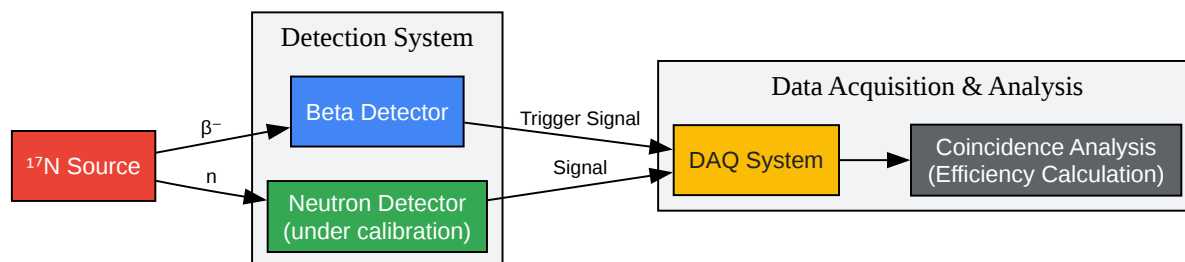 Detection System
Data Acquisition & Analysis
¹⁷N Source
β⁻
n
Beta Detector
Neutron Detector
(under calibration)
Trigger Signal
Signal
DAQ System
Coincidence Analysis
(Efficiency Calculation)